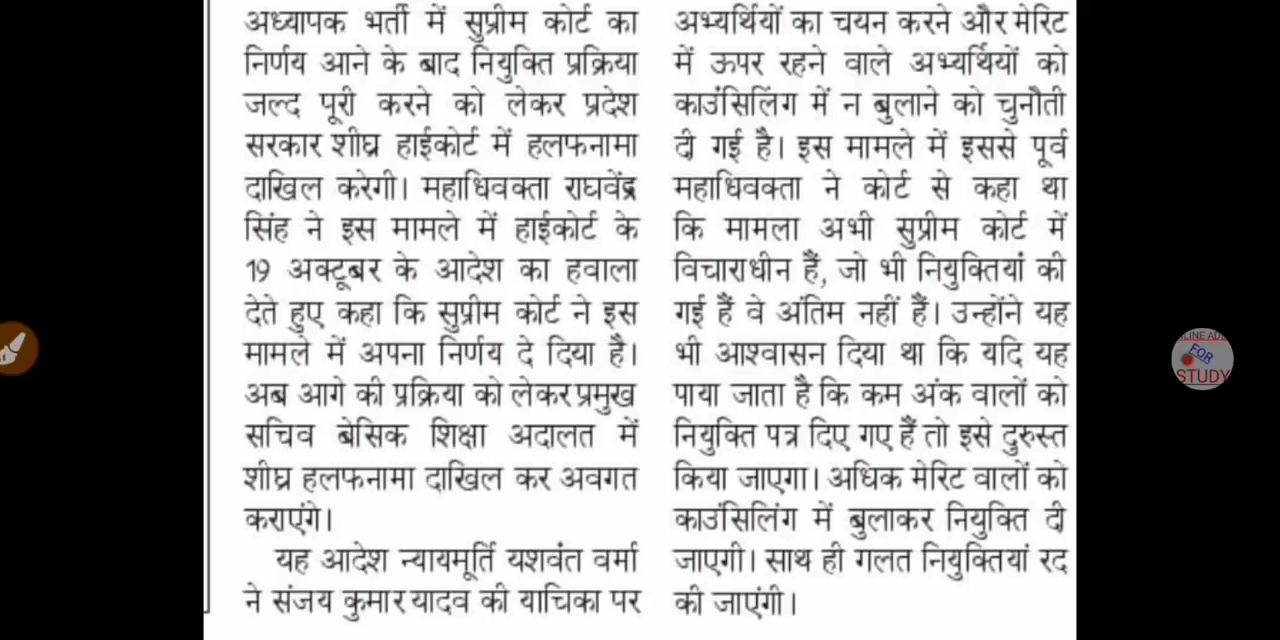 अध्यापक भर्ती में सुप्रीम कोर्ट का
निर्णय आने के बाद नियुक्ति प्रक्रिया
जल्द पूरी करने को लेकर प्रदेश
सरकार शीघ्र हाईकोर्ट में हलफनामा
दाखिल करेगी। महाधिवक्ता राघवेंद्र
सिंह ने इस मामले में हाईकोर्ट के
19 अक्टूबर के आदेश का हवाला
देते हुए कहा कि सुप्रीम कोर्ट ने इस
मामले में अपना निर्णय दे दिया है।
अब आगे की प्रक्रिया को लेकर प्रमुख
सचिव बेसिक शिक्षा अदालत में
शीघ्र हलफनामा दाखिल कर अवगत
कराएंगे।
यह आदेश न्यायमूर्ति यशवंत वर्मा
ने संजय कुमार यादव की याचिका पर
अभ्यर्थियों का चयन करने और मेरिट
में ऊपर रहने वाले अभ्यर्थियों को
काउंसिलिंग में न बुलाने को चुनौती
दी गई है। इस मामले में इससे पूर्व
महाधिवक्ता ने कोर्ट से कहा था
कि मामला अभी सुप्रीम कोर्ट में
विचाराधीन हैं, जो भी नियुक्तियां की
गई हैं वे अंतिम नहीं हैं। उन्होंने यह
भी आश्वासन दिया था कि यदि यह
पाया जाता है कि कम अंक वालों को
नियुक्ति पत्र दिए गए हैं तो इसे दुरुस्त
किया जाएगा। अधिक मेरिट वालों को
काउंसिलिंग में बुलाकर नियुक्ति दी
जाएगी। साथ ही गलत नियुक्तियां रद
की जाएंगी।
FOR
STUDY